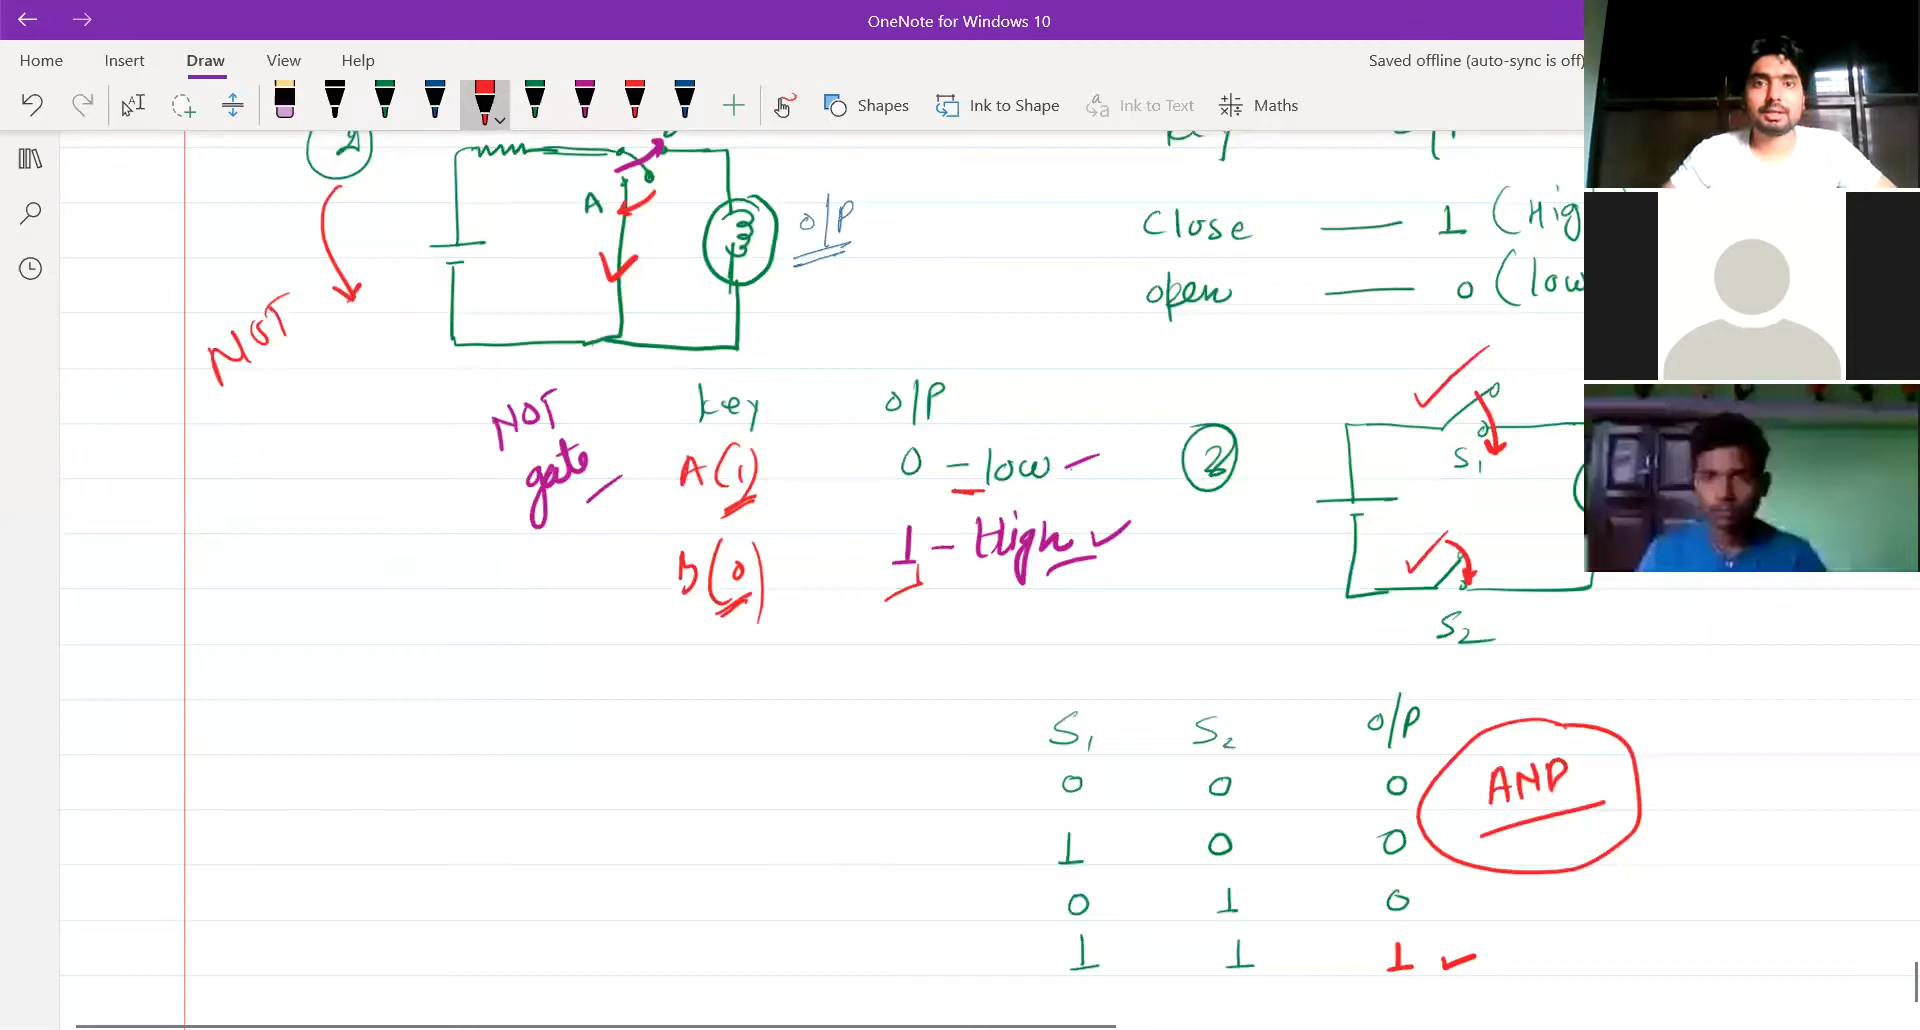 OneNote for Windows 10
Home Insert Draw View Help
Saved offline (auto-sync is off)
Shapes Ink to Shape Ink to Text Maths
2
A
O/P
NOT
Close — 1 (Hig
open — 0 (low
NOT gate
key O/P
A(1) 0 - low
B(0) 1 - High
S1
S2
S1 S2 O/P
0 0 0
1 0 0
0 1 0
1 1 1
AND